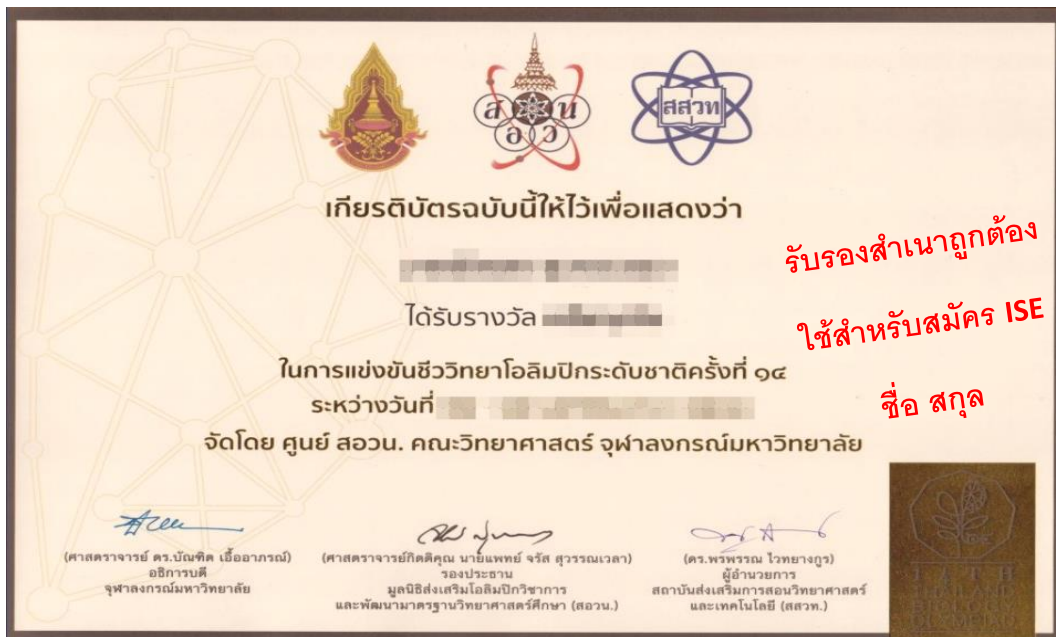 ส อ ว น
สสวท
เกียรติบัตรฉบับนี้ให้ไว้เพื่อแสดงว่า
ได้รับรางวัล
ในการแข่งขันชีววิทยาโอลิมปิกระดับชาติครั้งที่ ๑๔
ระหว่างวันที่
จัดโดย ศูนย์ สอวน. คณะวิทยาศาสตร์ จุฬาลงกรณ์มหาวิทยาลัย
รับรองสำเนาถูกต้อง
ใช้สำหรับสมัคร ISE
ชื่อ สกุล
(ศาสตราจารย์ ดร.บัณฑิต เอื้ออาภรณ์)
อธิการบดี
จุฬาลงกรณ์มหาวิทยาลัย
(ศาสตราจารย์กิตติคุณ นายแพทย์ จรัส สุวรรณเวลา)
รองประธาน
มูลนิธิส่งเสริมโอลิมปิกวิชาการ
และพัฒนามาตรฐานวิทยาศาสตร์ศึกษา (สอวน.)
(ดร.พรพรรณ ไวทยางกูร)
ผู้อำนวยการ
สถาบันส่งเสริมการสอนวิทยาศาสตร์
และเทคโนโลยี (สสวท.)
14TH
THAILAND
BIOLOGY
OLYMPIAD